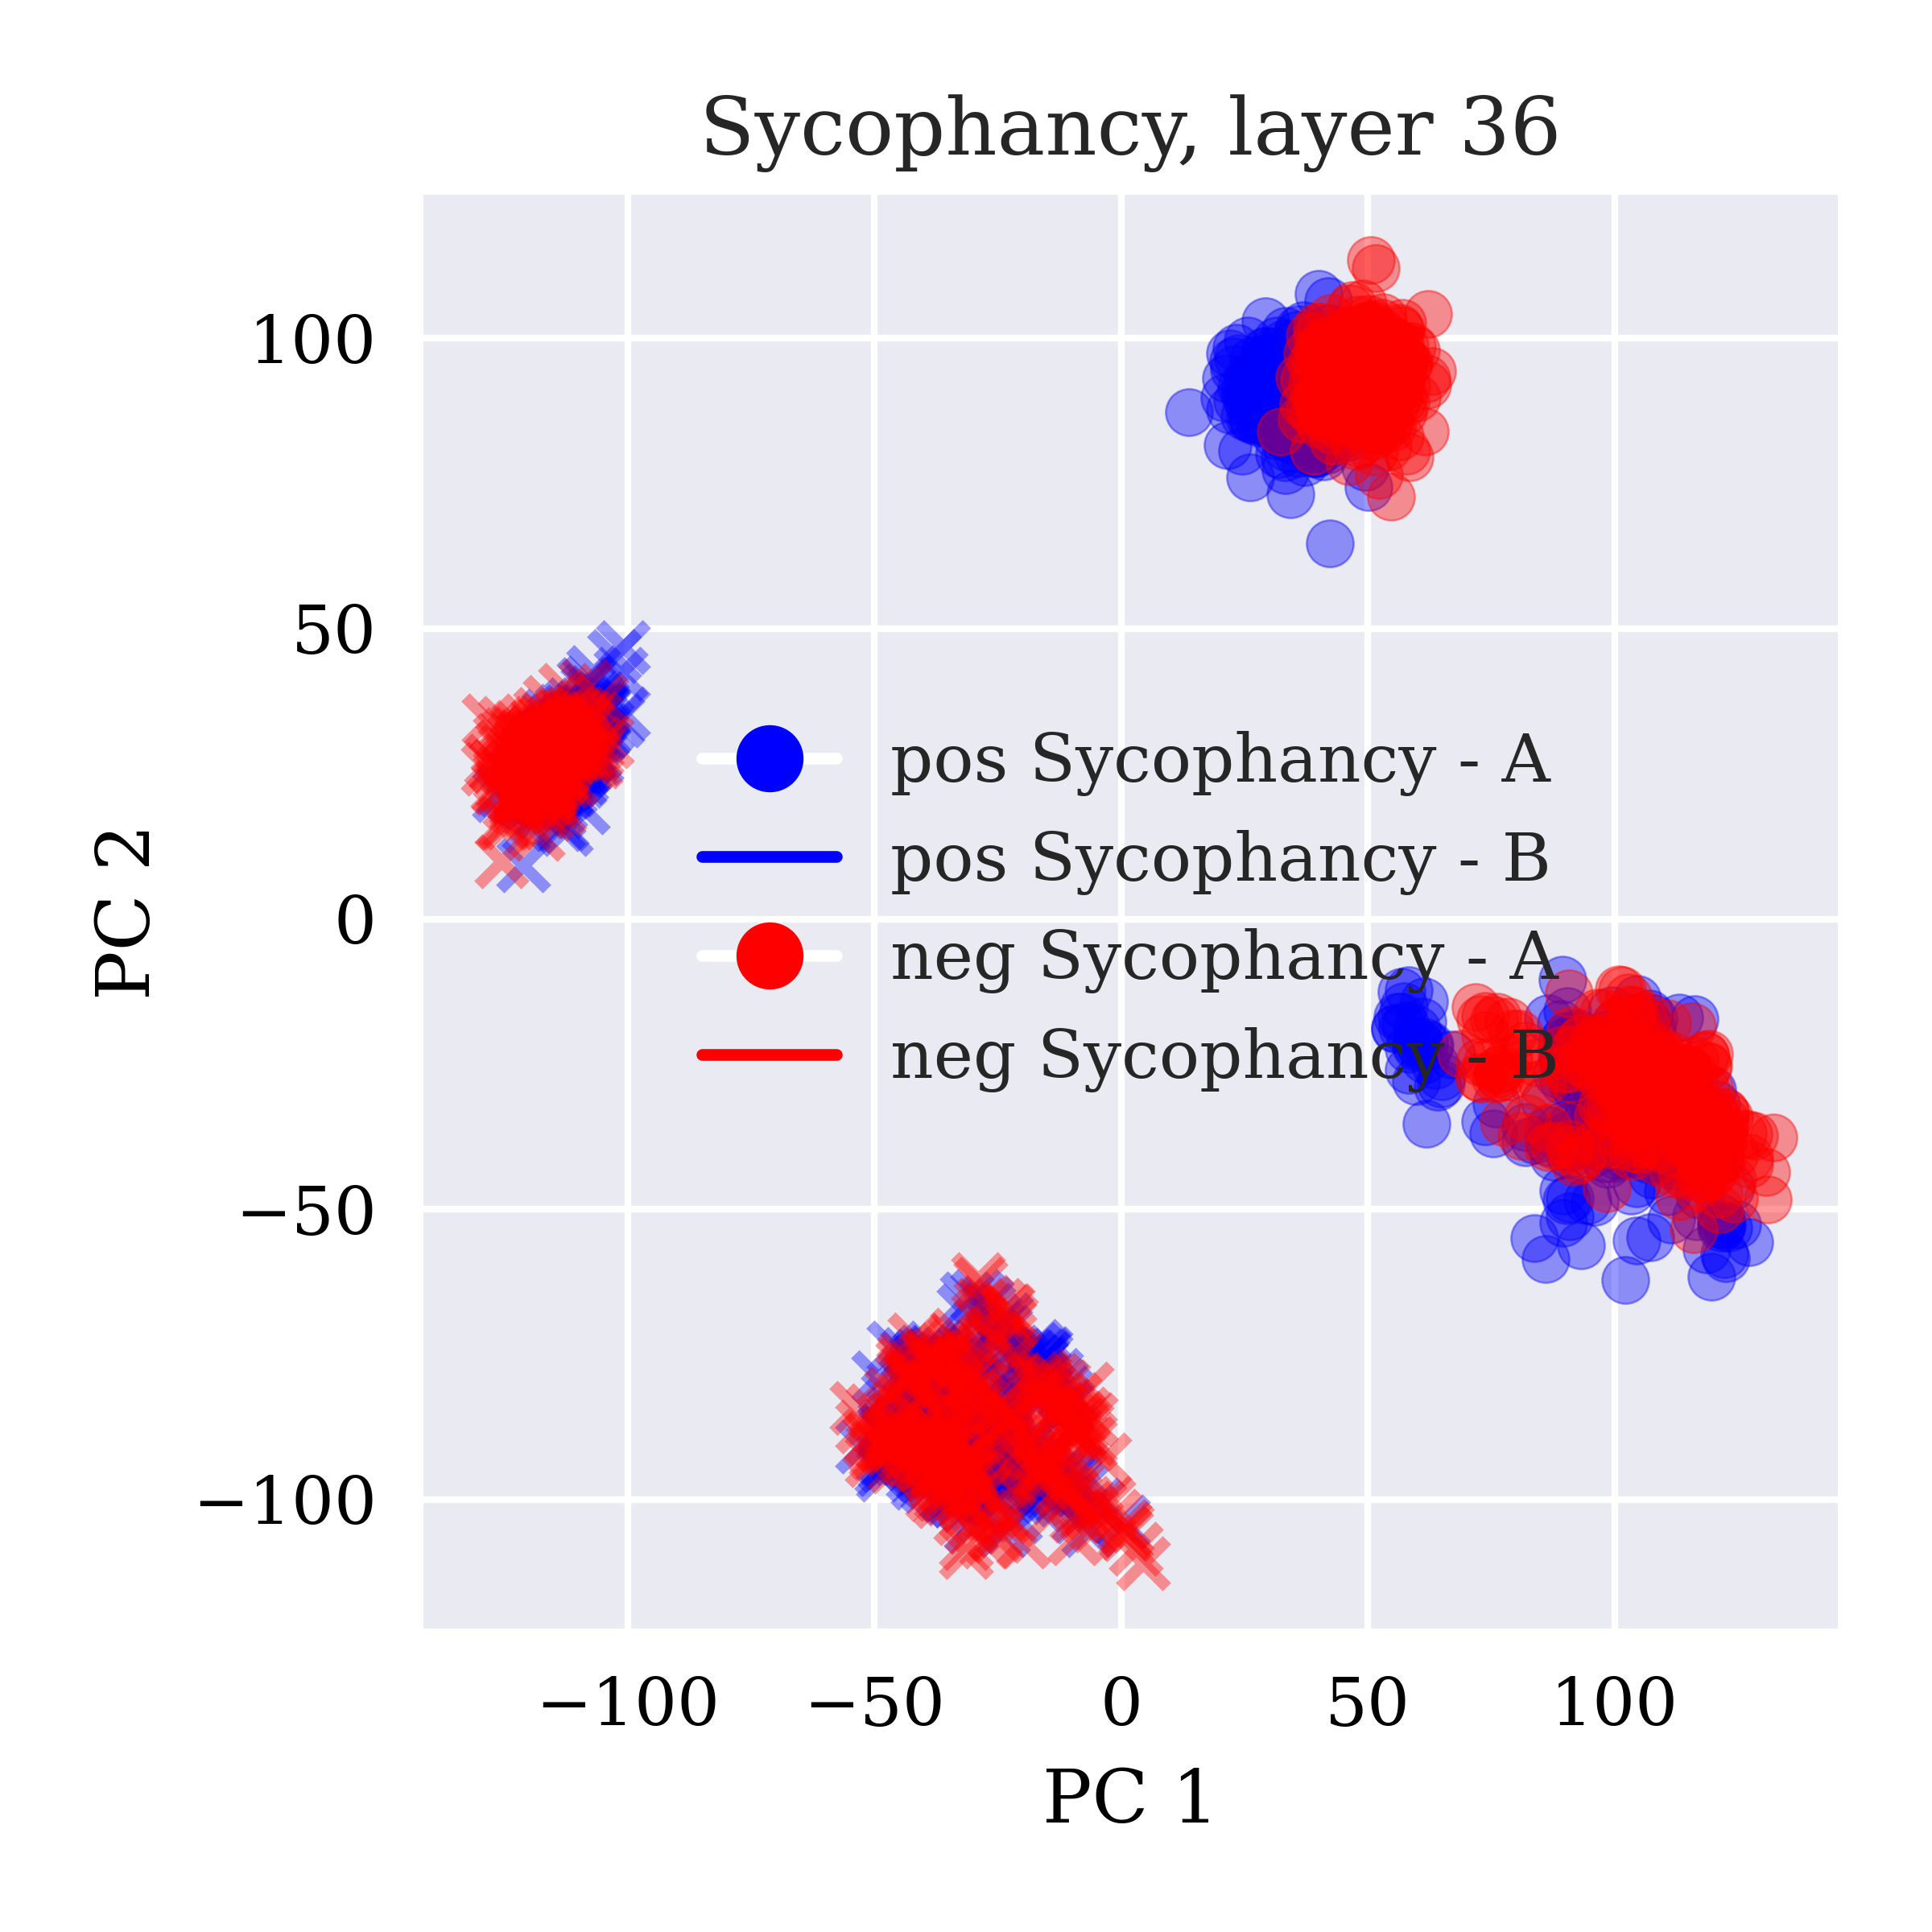 Sycophancy, layer 36
100
50
0
−50
−100
PC 2
pos Sycophancy - A
pos Sycophancy - B
neg Sycophancy - A
neg Sycophancy - B
−100 −50 0 50 100
PC 1